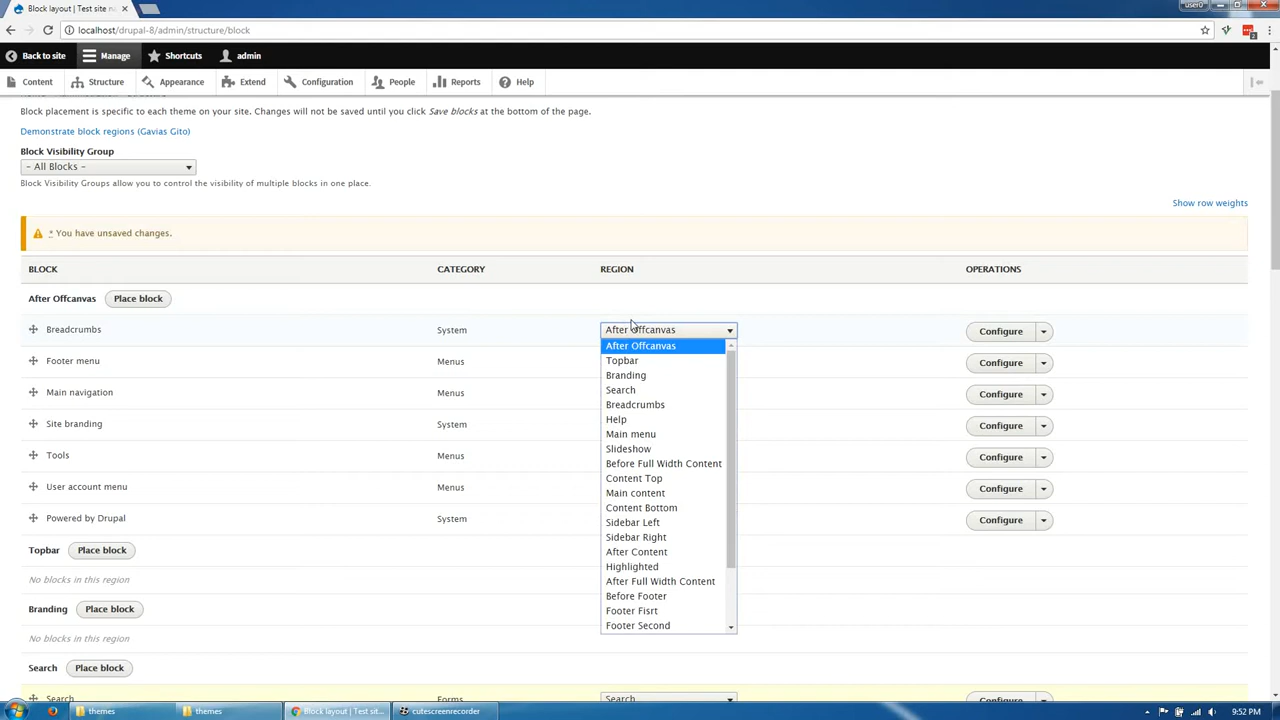 Block layout | Test site n
user0
localhost/drupal-8/admin/structure/block
Back to site Manage Shortcuts admin
Content Structure Appearance Extend Configuration People Reports Help
Block placement is specific to each theme on your site. Changes will not be saved until you click Save blocks at the bottom of the page.
Demonstrate block regions (Gavias Gito)
Block Visibility Group
- All Blocks -
Block Visibility Groups allow you to control the visibility of multiple blocks in one place.
Show row weights
* You have unsaved changes.
BLOCK CATEGORY REGION OPERATIONS
After Offcanvas Place block
Breadcrumbs System After Offcanvas Configure
After Offcanvas
Topbar
Branding
Search
Breadcrumbs
Help
Main menu
Slideshow
Before Full Width Content
Content Top
Main content
Content Bottom
Sidebar Left
Sidebar Right
After Content
Highlighted
After Full Width Content
Before Footer
Footer Fisrt
Footer Second
Footer menu Menus Configure
Main navigation Menus Configure
Site branding System Configure
Tools Menus Configure
User account menu Menus Configure
Powered by Drupal System Configure
Topbar Place block
No blocks in this region
Branding Place block
No blocks in this region
Search Place block
Search Forms Search Configure
themes themes Block layout | Test sit... cutescreenrecorder 9:52 PM